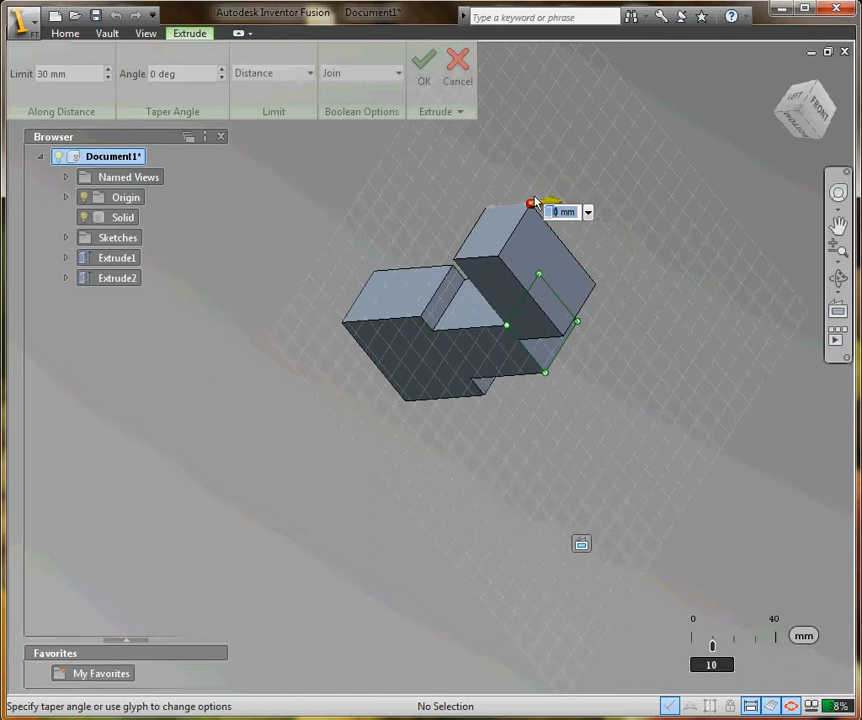 Autodesk Inventor Fusion Document1*
Type a keyword or phrase
FT
Home Vault View Extrude
Limit 30 mm Angle 0 deg Distance Join OK Cancel
Along Distance Taper Angle Limit Boolean Options Extrude
LEFT FRONT
Browser
Document1*
Named Views
Origin
Solid
Sketches
Extrude1
Extrude2
mm
0 40
mm
10
Favorites
My Favorites
Specify taper angle or use glyph to change options No Selection 8%